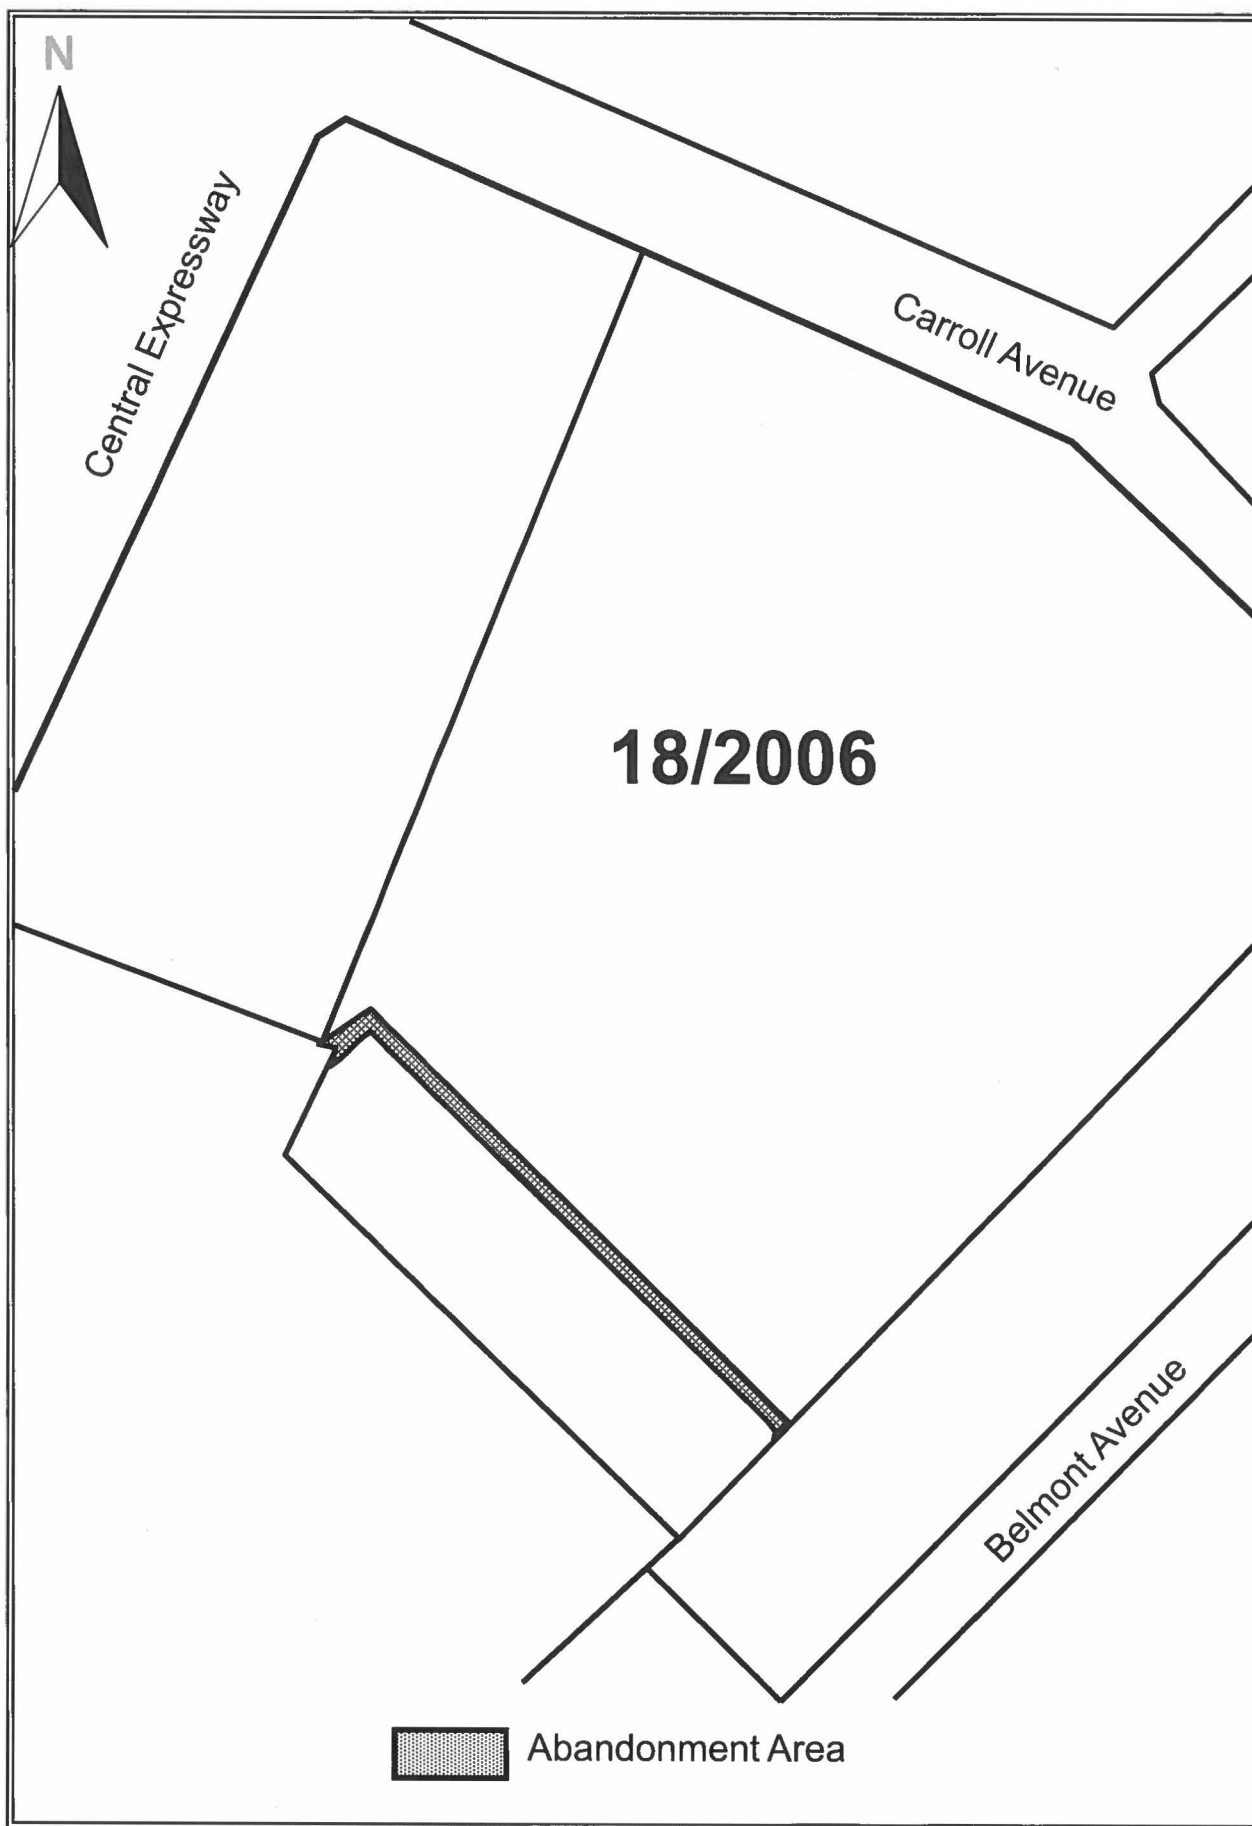 N
Central Expressway
Carroll Avenue
18/2006
Belmont Avenue
Abandonment Area